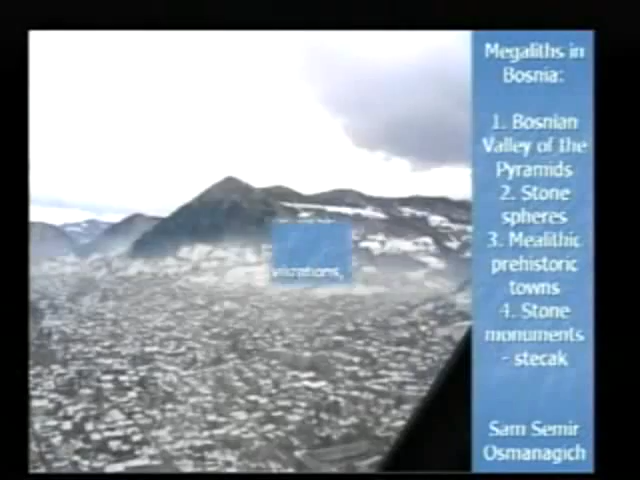 Megaliths in
Bosnia:
1. Bosnian
Valley of the
Pyramids
2. Stone
spheres
3. Mealithic
prehistoric
towns
4. Stone
monuments
- stecak
Sam Semir
Osmanagich